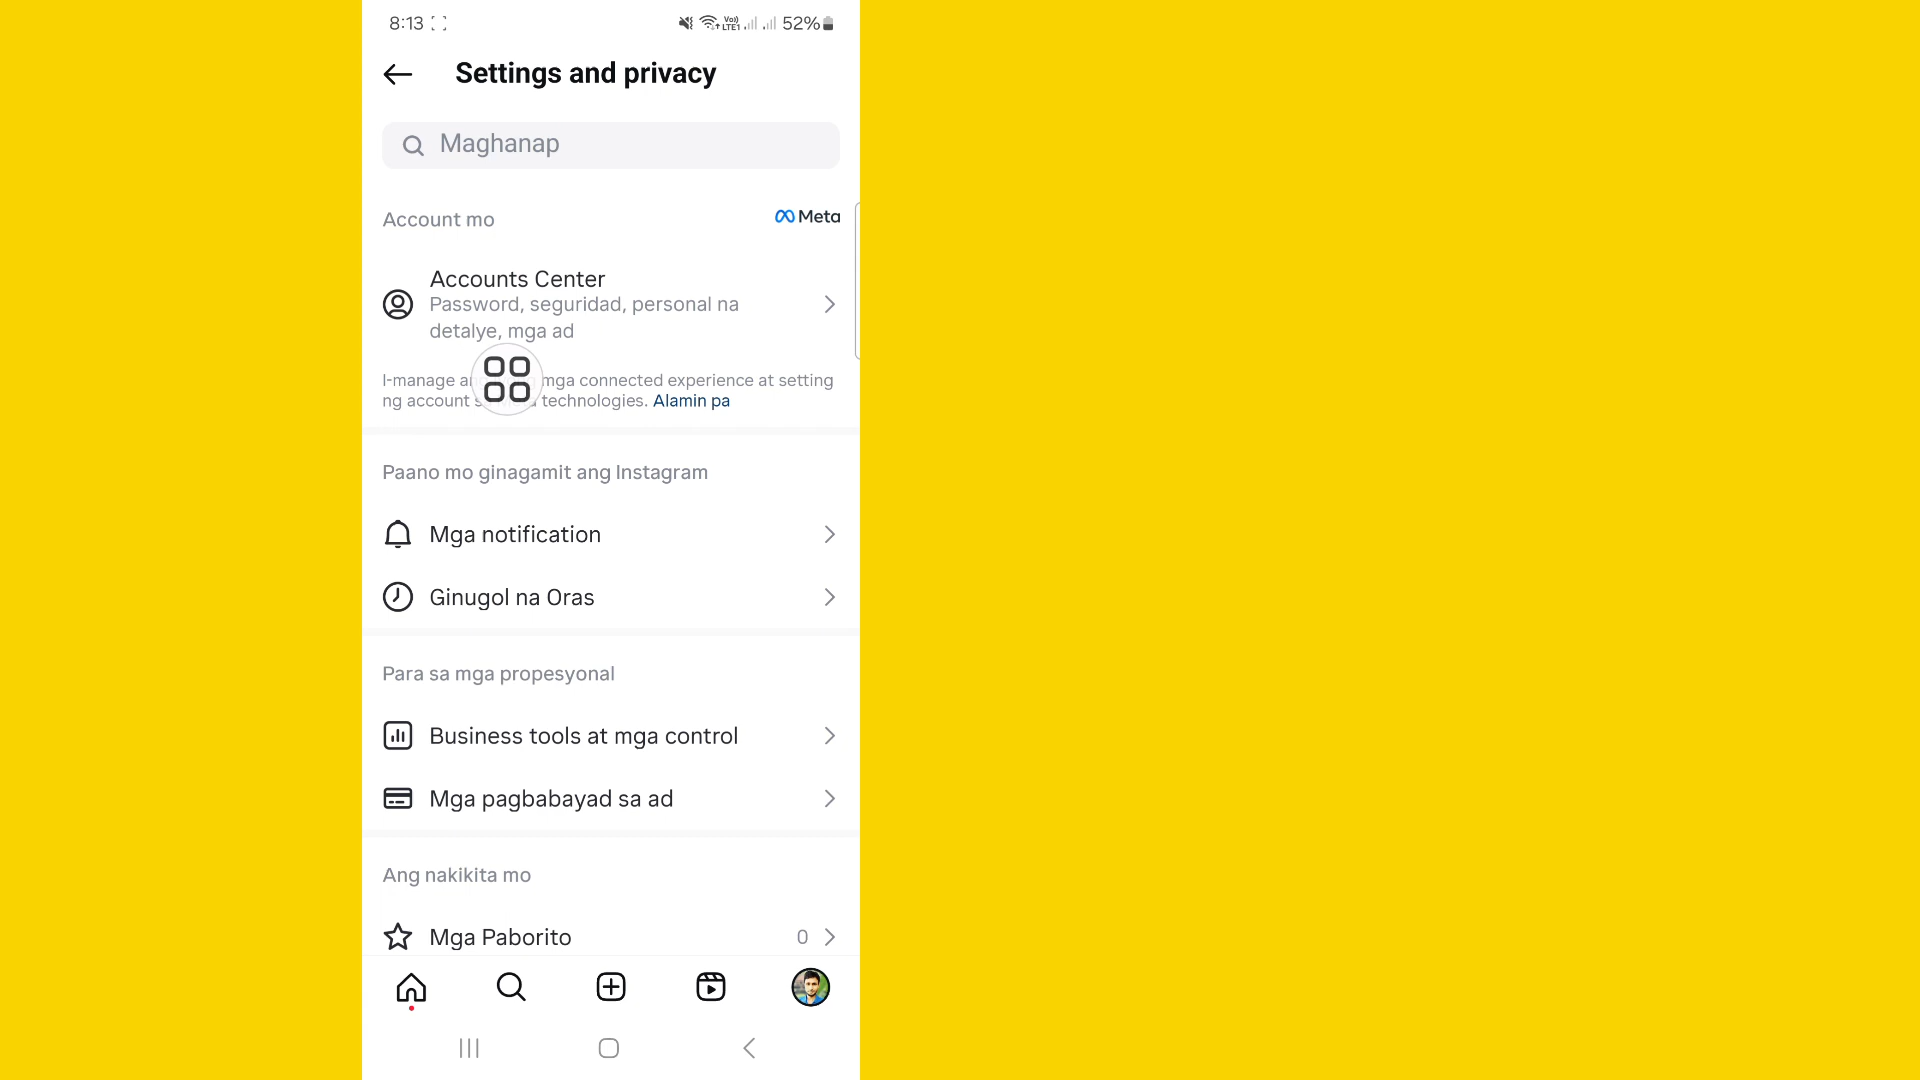 8:13 Vo)) LTE1 52%
Settings and privacy
Maghanap
Account mo
Meta
Accounts Center
Password, seguridad, personal na
detalye, mga ad
I-manage mga connected experience at setting
ng account technologies. Alamin pa
Paano mo ginagamit ang Instagram
Mga notification
Ginugol na Oras
Para sa mga propesyonal
Business tools at mga control
Mga pagbabayad sa ad
Ang nakikita mo
Mga Paborito 0